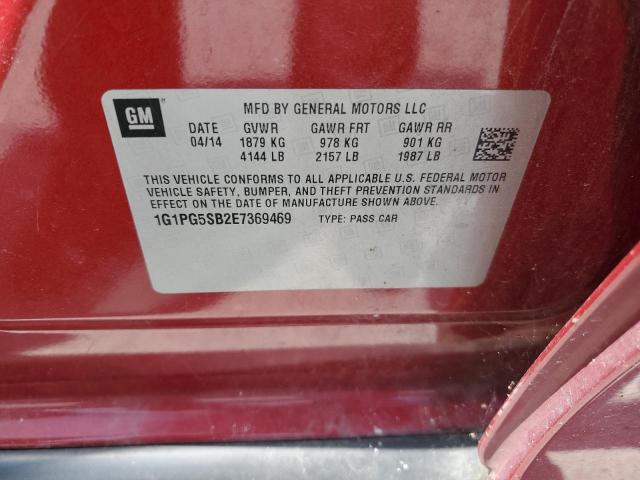 GM
MFD BY GENERAL MOTORS LLC
DATE GVWR GAWR FRT GAWR RR
04/14 1879 KG 978 KG 901 KG
4144 LB 2157 LB 1987 LB
THIS VEHICLE CONFORMS TO ALL APPLICABLE U.S. FEDERAL MOTOR
VEHICLE SAFETY, BUMPER, AND THEFT PREVENTION STANDARDS IN
EFFECT ON THE DATE OF MANUFACTURE SHOWN ABOVE.
1G1PG5SB2E7369469 TYPE: PASS CAR